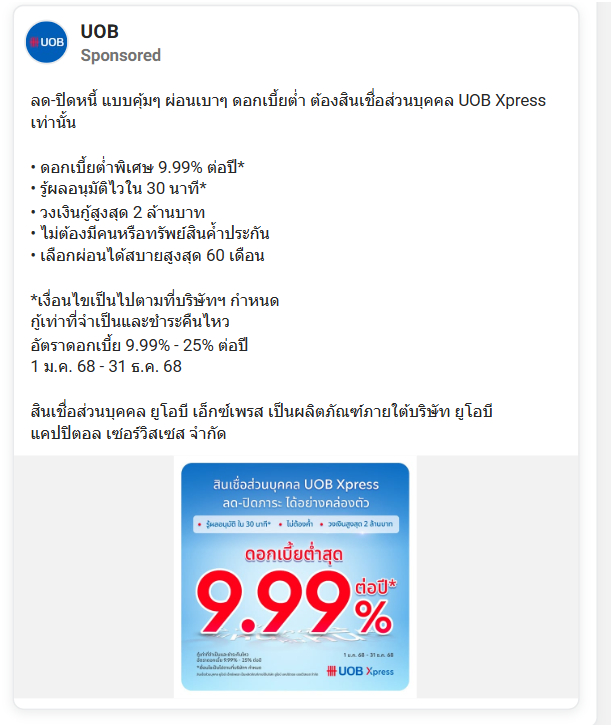 UOB
UOB
Sponsored
ลด-ปิดหนี้ แบบคุ้มๆ ผ่อนเบาๆ ดอกเบี้ยต่ำ ต้องสินเชื่อส่วนบุคคล UOB Xpress
เท่านั้น
• ดอกเบี้ยต่ำพิเศษ 9.99% ต่อปี*
• รู้ผลอนุมัติไวใน 30 นาที*
• วงเงินกู้สูงสุด 2 ล้านบาท
• ไม่ต้องมีคนหรือทรัพย์สินค้ำประกัน
• เลือกผ่อนได้สบายสูงสุด 60 เดือน
*เงื่อนไขเป็นไปตามที่บริษัทฯ กำหนด
กู้เท่าที่จำเป็นและชำระคืนไหว
อัตราดอกเบี้ย 9.99% - 25% ต่อปี
1 ม.ค. 68 - 31 ธ.ค. 68
สินเชื่อส่วนบุคคล ยูโอบี เอ็กซ์เพรส เป็นผลิตภัณฑ์ภายใต้บริษัท ยูโอบี
แคปปิตอล เซอร์วิสเซส จำกัด
สินเชื่อส่วนบุคคล UOB Xpress
ลด-ปิดภาระ ได้อย่างคล่องตัว
• รู้ผลอนุมัติ ใน 30 นาที* • ไม่ต้องค้ำ • วงเงินสูงสุด 2 ล้านบาท
ดอกเบี้ยต่ำสุด
9.99% ต่อปี*
กู้เท่าที่จำเป็นและชำระคืนไหว
อัตราดอกเบี้ย 9.99% - 25% ต่อปี
*เงื่อนไขเป็นไปตามที่บริษัทฯ กำหนด
1 ม.ค. 68 - 31 ธ.ค. 68
UOB Xpress